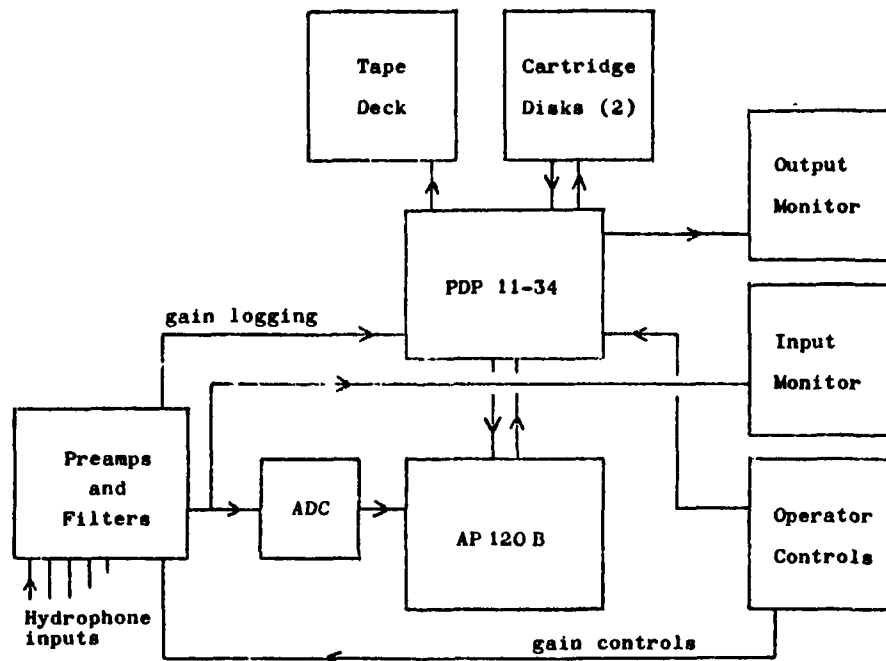 Tape
Deck
Cartridge
Disks (2)
Output
Monitor
PDP 11-34
gain logging
Input
Monitor
Preamps
and
Filters
ADC
AP 120 B
Operator
Controls
Hydrophone
inputs
gain controls